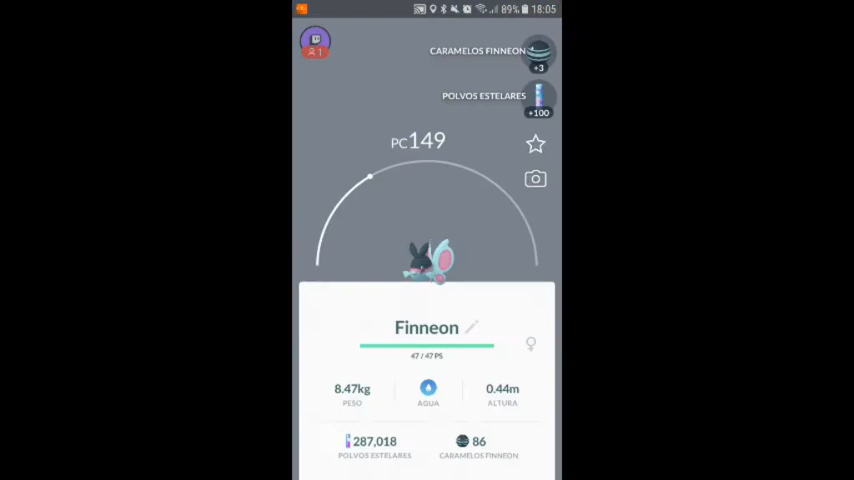 89% 18:05
1
CARAMELOS FINNEON
+3
POLVOS ESTELARES
+100
PC149
Finneon
47 / 47 PS
8.47kg
0.44m
PESO
AGUA
ALTURA
287,018
86
POLVOS ESTELARES
CARAMELOS FINNEON